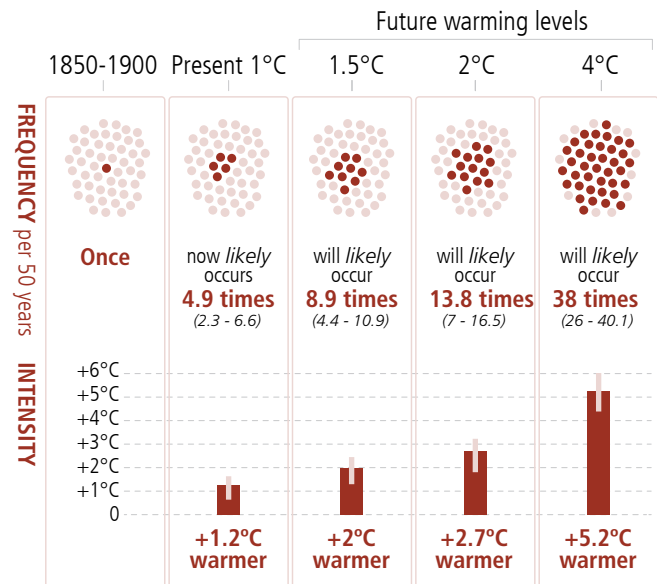 Future warming levels
1850-1900 Present 1°C 1.5°C 2°C 4°C
FREQUENCY per 50 years
Once
now likely
occurs
4.9 times
(2.3 - 6.6)
will likely
occur
8.9 times
(4.4 - 10.9)
will likely
occur
13.8 times
(7 - 16.5)
will likely
occur
38 times
(26 - 40.1)
INTENSITY
+6°C
+5°C
+4°C
+3°C
+2°C
+1°C
0
+1.2°C
warmer
+2°C
warmer
+2.7°C
warmer
+5.2°C
warmer